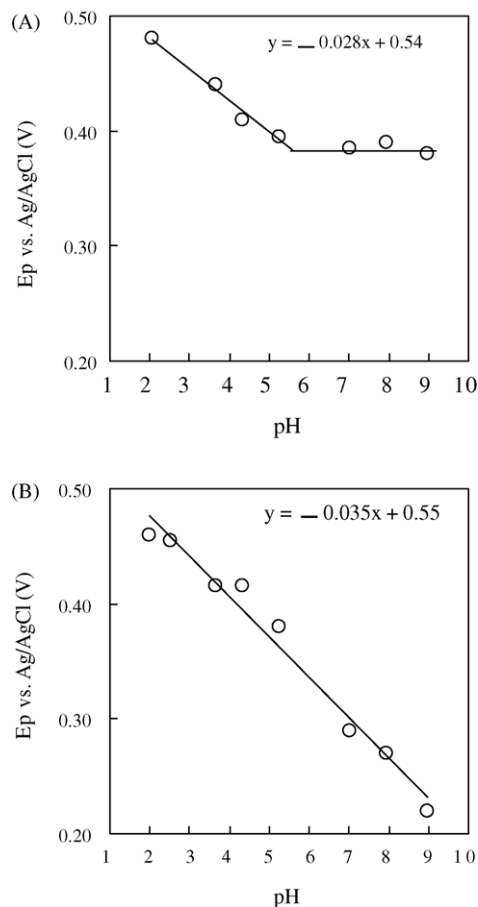 (A)
y = – 0.028x + 0.54
Ep vs. Ag/AgCl (V)
0.50
0.40
0.30
0.20
1 2 3 4 5 6 7 8 9 10
pH
(B)
y = – 0.035x + 0.55
Ep vs. Ag/AgCl (V)
0.50
0.40
0.30
0.20
1 2 3 4 5 6 7 8 9 10
pH